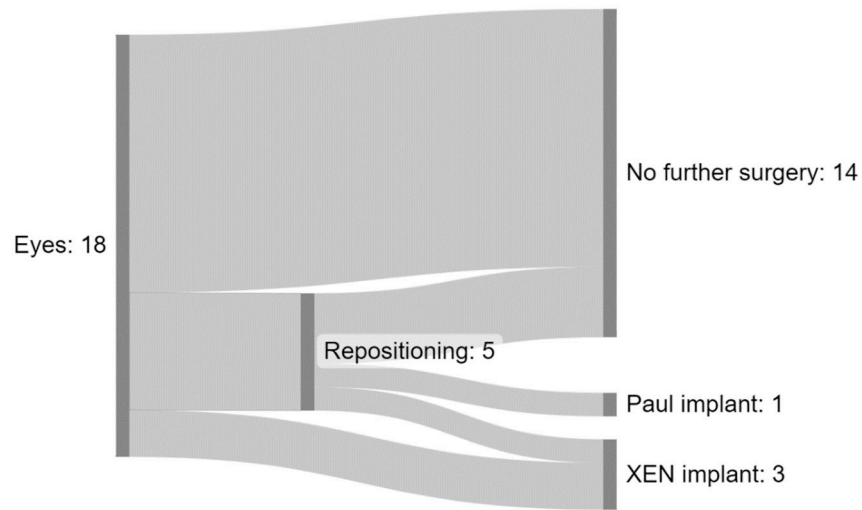 No further surgery: 14
Eyes: 18
Repositioning: 5
Paul implant: 1
XEN implant: 3